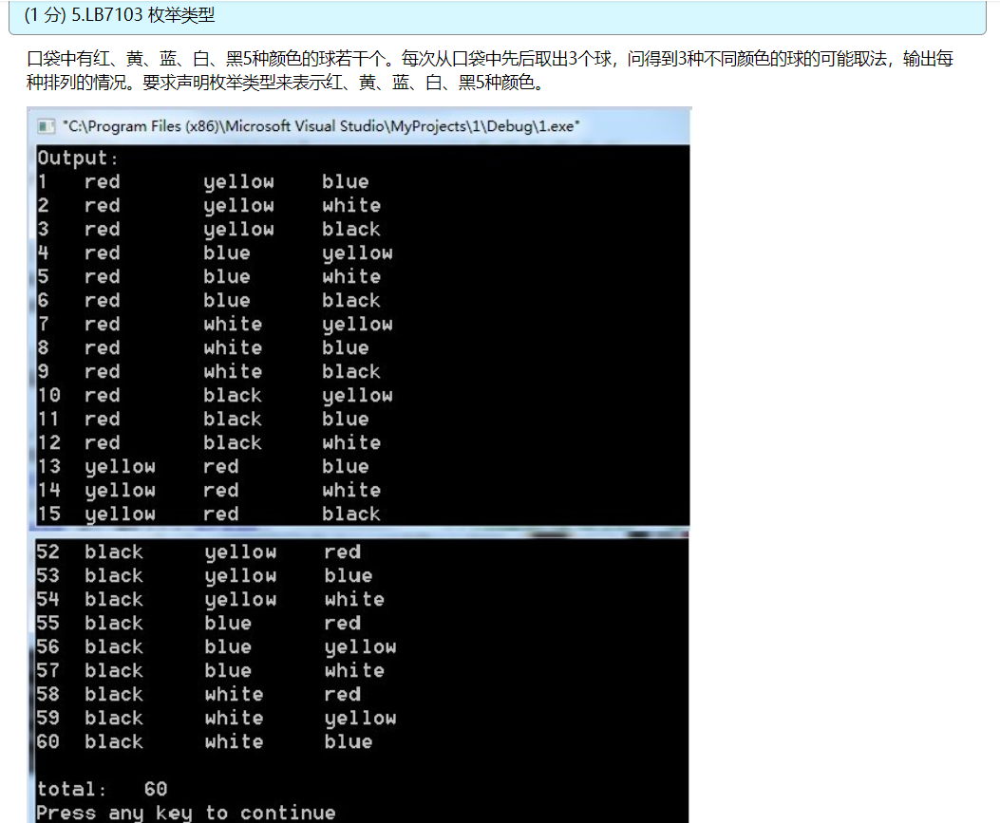 (1 分) 5.LB7103 枚举类型
口袋中有红、黄、蓝、白、黑5种颜色的球若干个。每次从口袋中先后取出3个球，问得到3种不同颜色的球的可能取法，输出每
种排列的情况。要求声明枚举类型来表示红、黄、蓝、白、黑5种颜色。
"C:\Program Files (x86)\Microsoft Visual Studio\MyProjects\1\Debug\1.exe"
Output:
1 red yellow blue
2 red yellow white
3 red yellow black
4 red blue yellow
5 red blue white
6 red blue black
7 red white yellow
8 red white blue
9 red white black
10 red black yellow
11 red black blue
12 red black white
13 yellow red blue
14 yellow red white
15 yellow red black
52 black yellow red
53 black yellow blue
54 black yellow white
55 black blue red
56 black blue yellow
57 black blue white
58 black white red
59 black white yellow
60 black white blue
total: 60
Press any key to continue